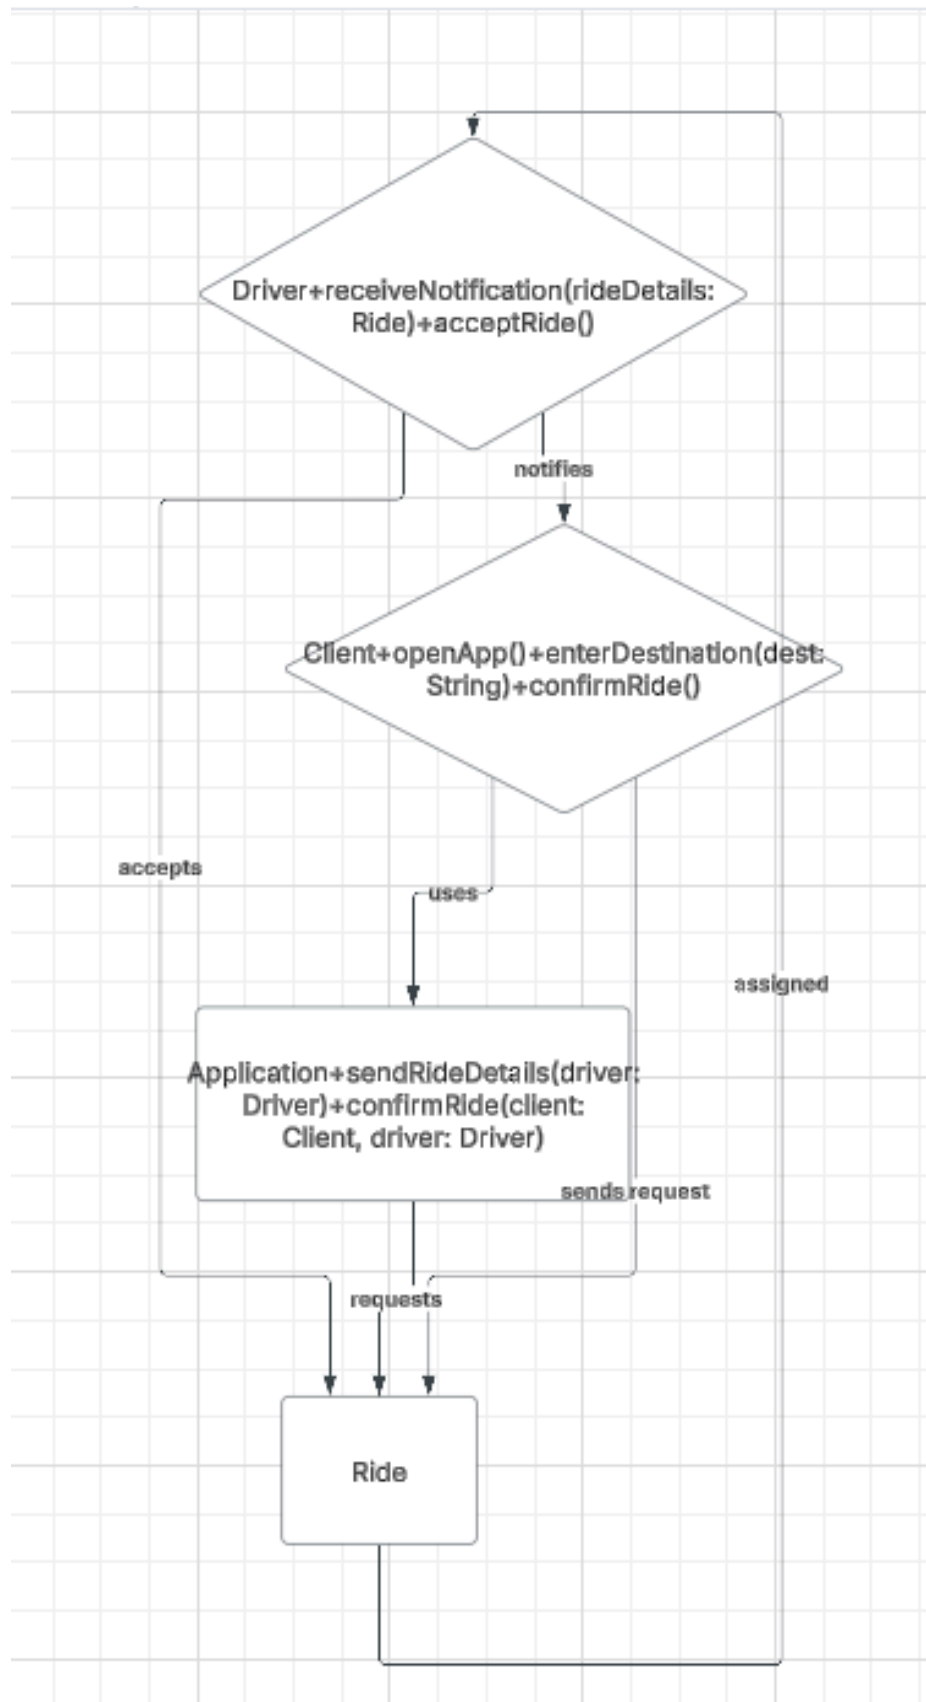 Driver+receiveNotification(rideDetails:
Ride)+acceptRide()
notifies
Client+openApp()+enterDestination(dest:
String)+confirmRide()
accepts
uses
assigned
Application+sendRideDetails(driver:
Driver)+confirmRide(client:
Client, driver: Driver)
sends request
requests
Ride